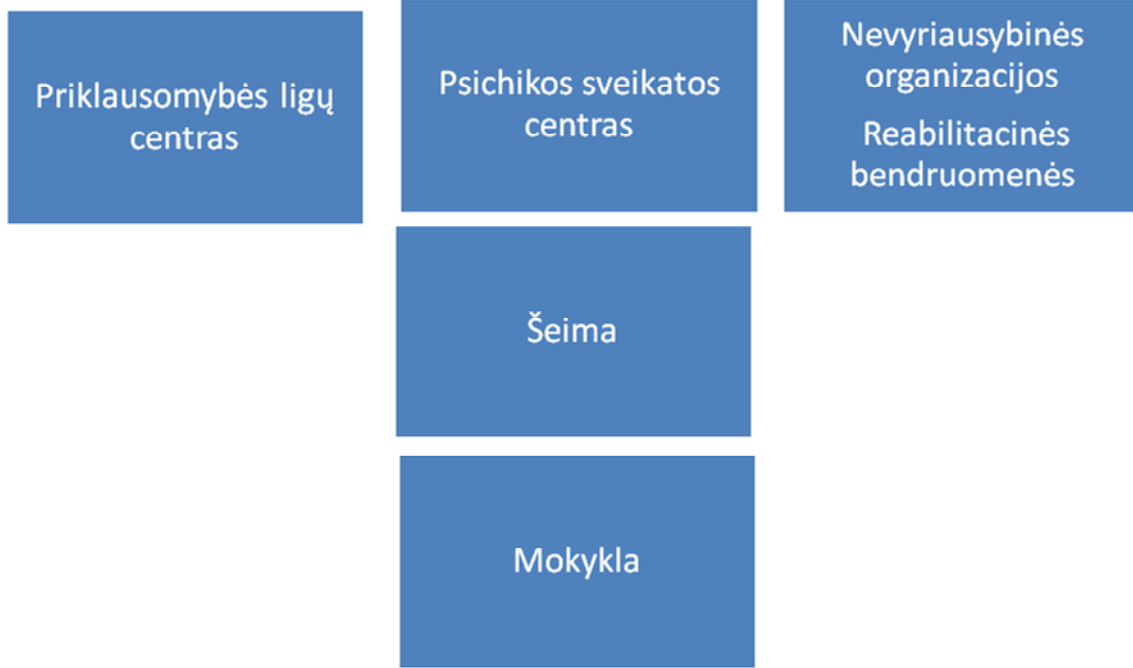 Priklausomybės ligų
centras
Psichikos sveikatos
centras
Nevyriausybinės
organizacijos
Reabilitacinės
bendruomenės
Šeima
Mokykla